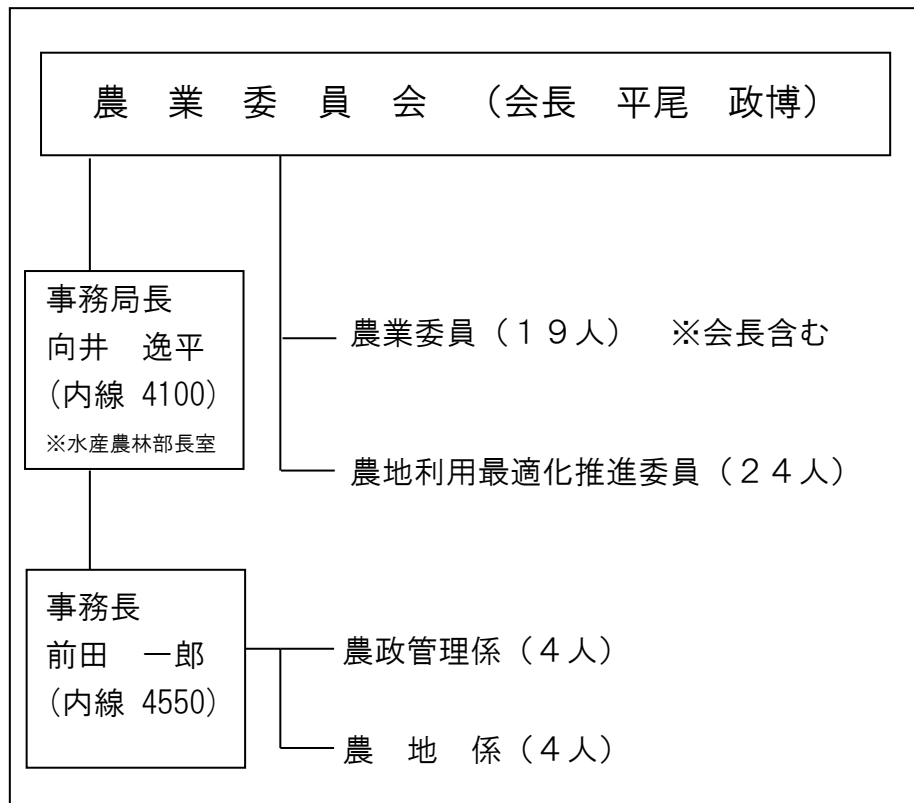 農　業　委　員　会　（会長　平尾　政博）
事務局長
向井　逸平
(内線 4100)
※水産農林部長室
農業委員（１９人）　※会長含む
農地利用最適化推進委員（２４人）
事務長
前田　一郎
(内線 4550)
農政管理係（４人）
農　地　係（４人）